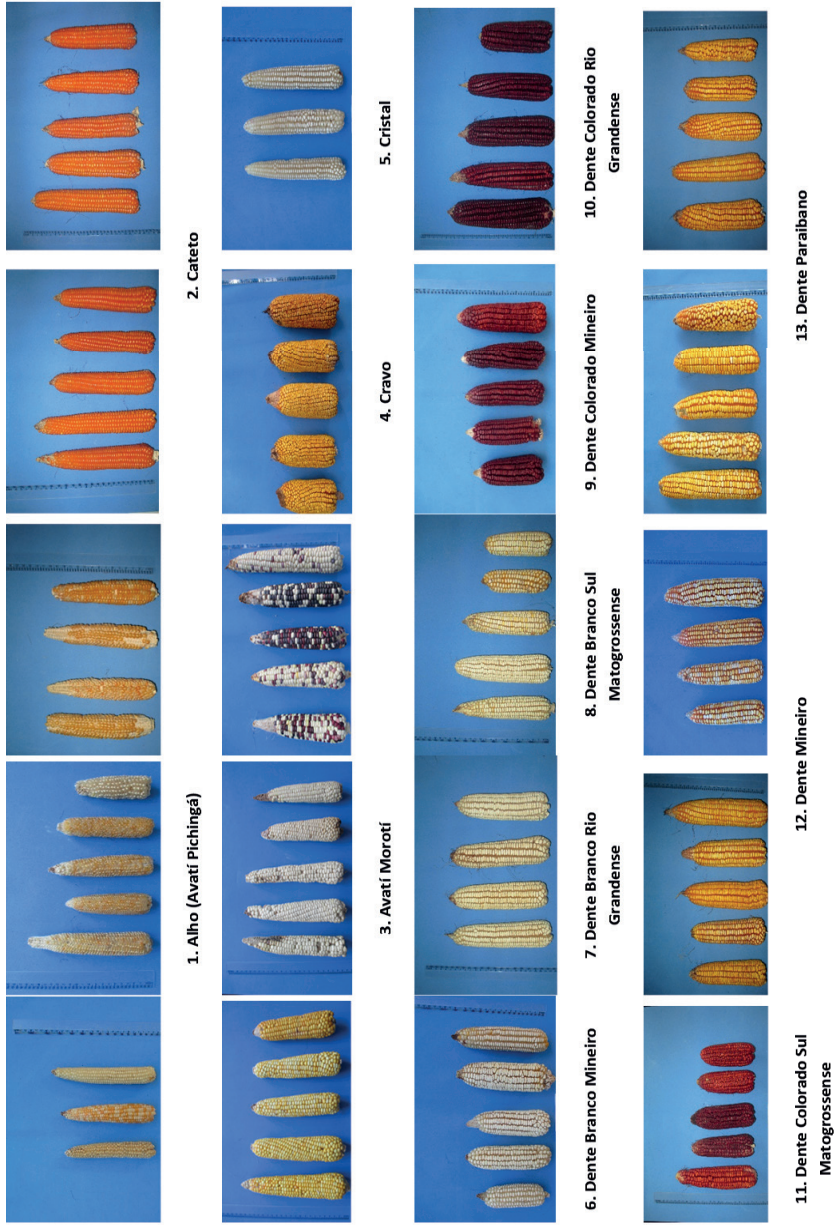 1. Alho (Avatí Pichingá)
2. Cateto
3. Avatí Morotí
4. Cravo
5. Cristal
6. Dente Branco Mineiro
7. Dente Branco Rio
Grandense
8. Dente Branco Sul
Matogrossense
9. Dente Colorado Mineiro
10. Dente Colorado Rio
Grandense
11. Dente Colorado Sul
Matogrossense
12. Dente Mineiro
13. Dente Paraibano